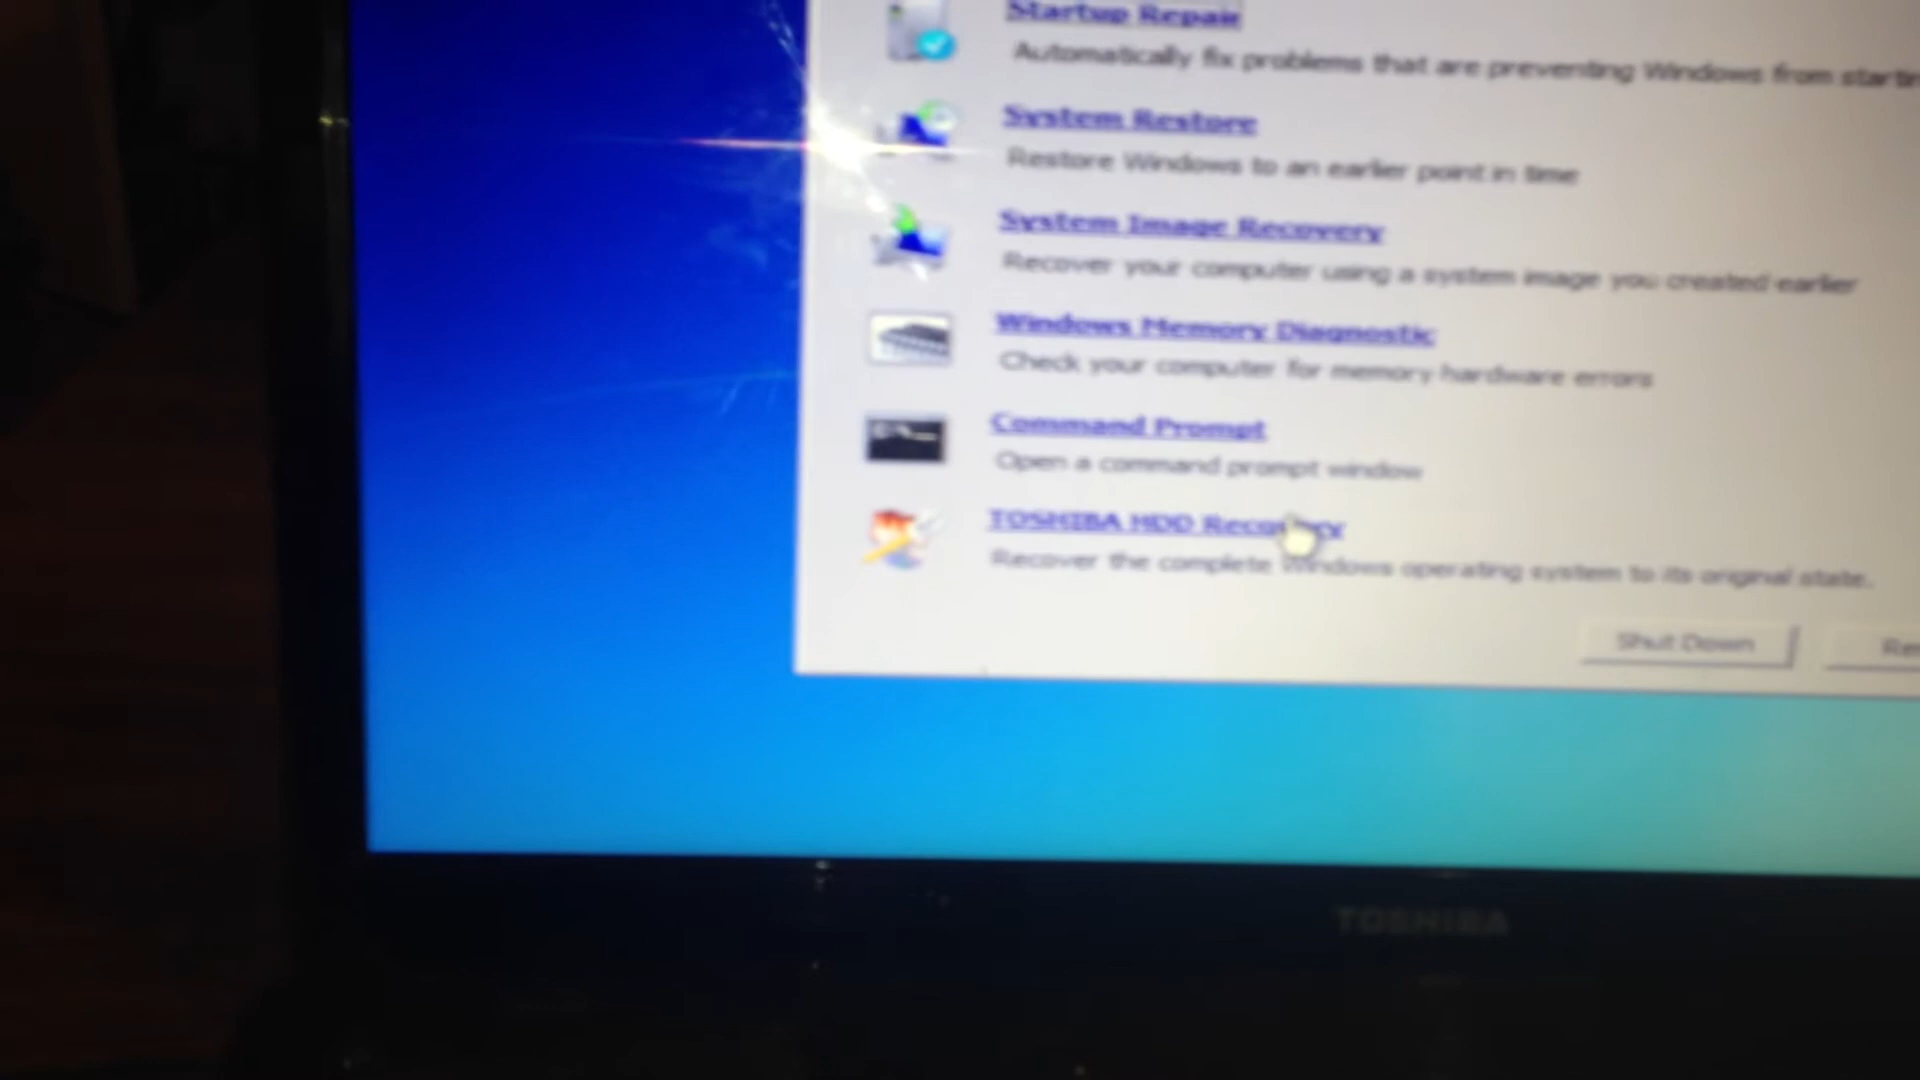 Startup Repair
Automatically fix problems that are preventing Windows from
System Restore
Restore Windows to an earlier point in time
System Image Recovery
Recover your computer using a system image you created earlier
Windows Memory Diagnostic
Check your computer for memory hardware errors
Command Prompt
Open a command prompt window
TOSHIBA HDD Recovery
Recover the complete Windows operating system to its original state.
Shut Down
TOSHIBA